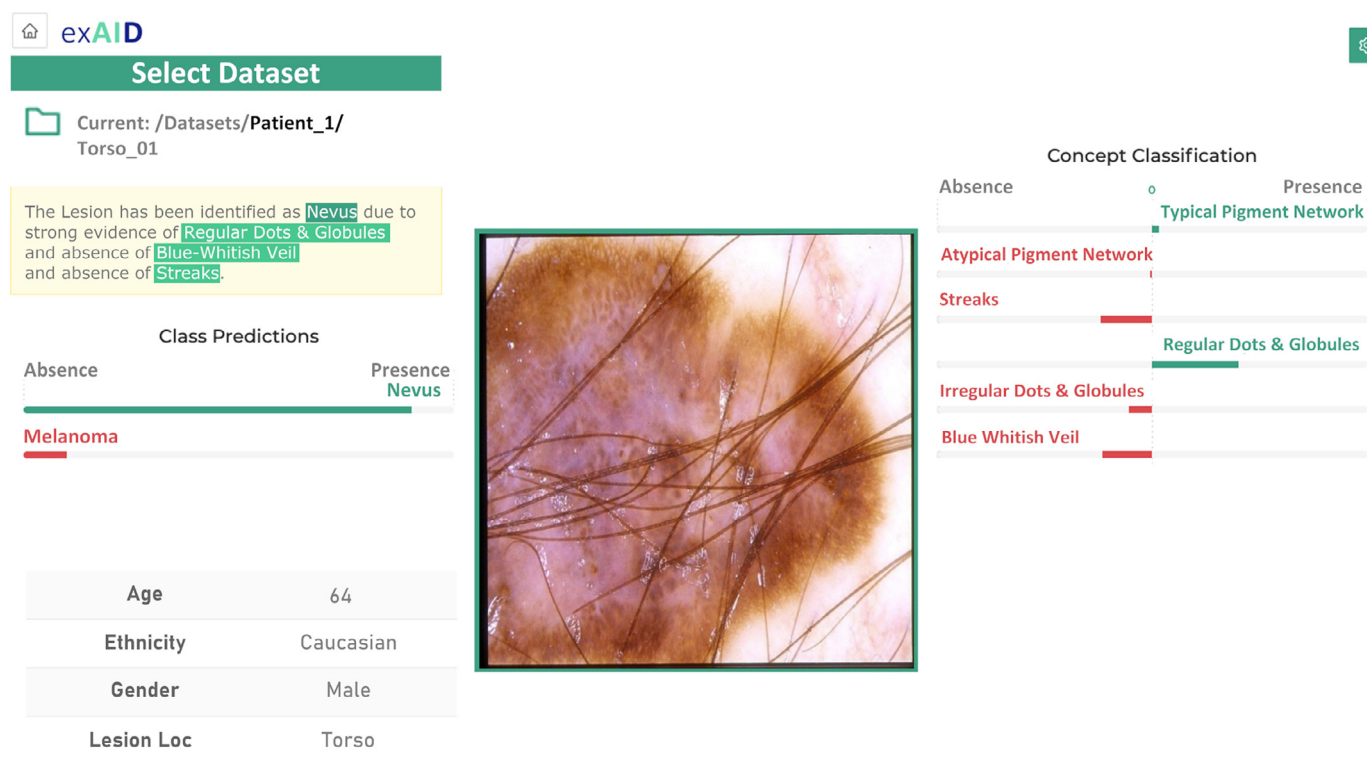 exAID
Select Dataset
Current: /Datasets/Patient_1/
Torso_01
The Lesion has been identified as Nevus due to
strong evidence of Regular Dots & Globules
and absence of Blue-Whitish Veil
and absence of Streaks.
Class Predictions
Absence Presence
Nevus
Melanoma
Age 64
Ethnicity Caucasian
Gender Male
Lesion Loc Torso
Concept Classification
Absence 0 Presence
Typical Pigment Network
Atypical Pigment Network
Streaks
Regular Dots & Globules
Irregular Dots & Globules
Blue Whitish Veil